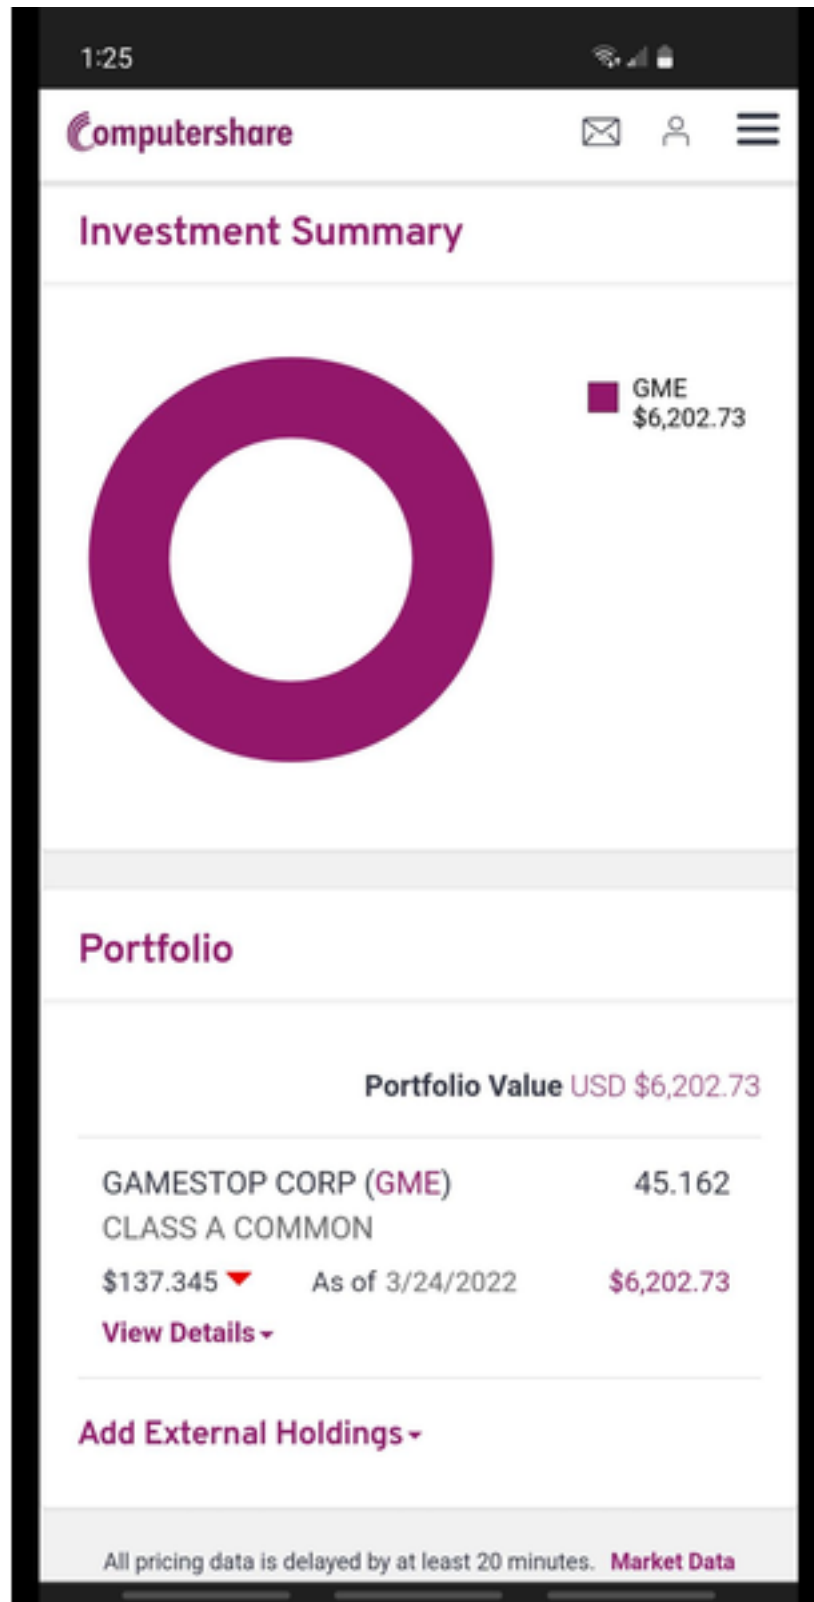 1:25
Computershare
Investment Summary
GME
$6,202.73
Portfolio
Portfolio Value USD $6,202.73
GAMESTOP CORP (GME) 45.162
CLASS A COMMON
$137.345 As of 3/24/2022 $6,202.73
View Details
Add External Holdings
All pricing data is delayed by at least 20 minutes. Market Data